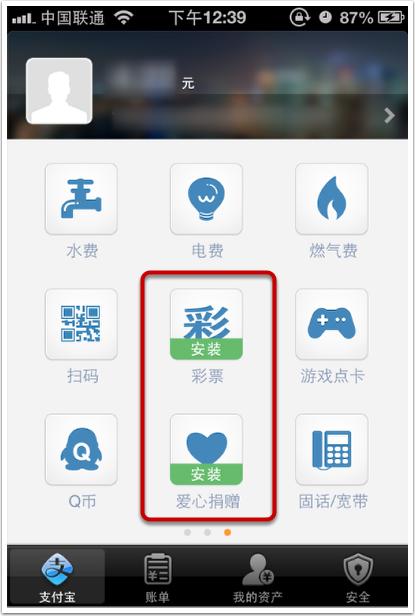 中国联通 下午12:39 87%
元
水费 电费 燃气费
彩
安装
扫码 彩票 游戏点卡
Q
安装
Q币 爱心捐赠 固话/宽带
支付宝 账单 我的资产 安全